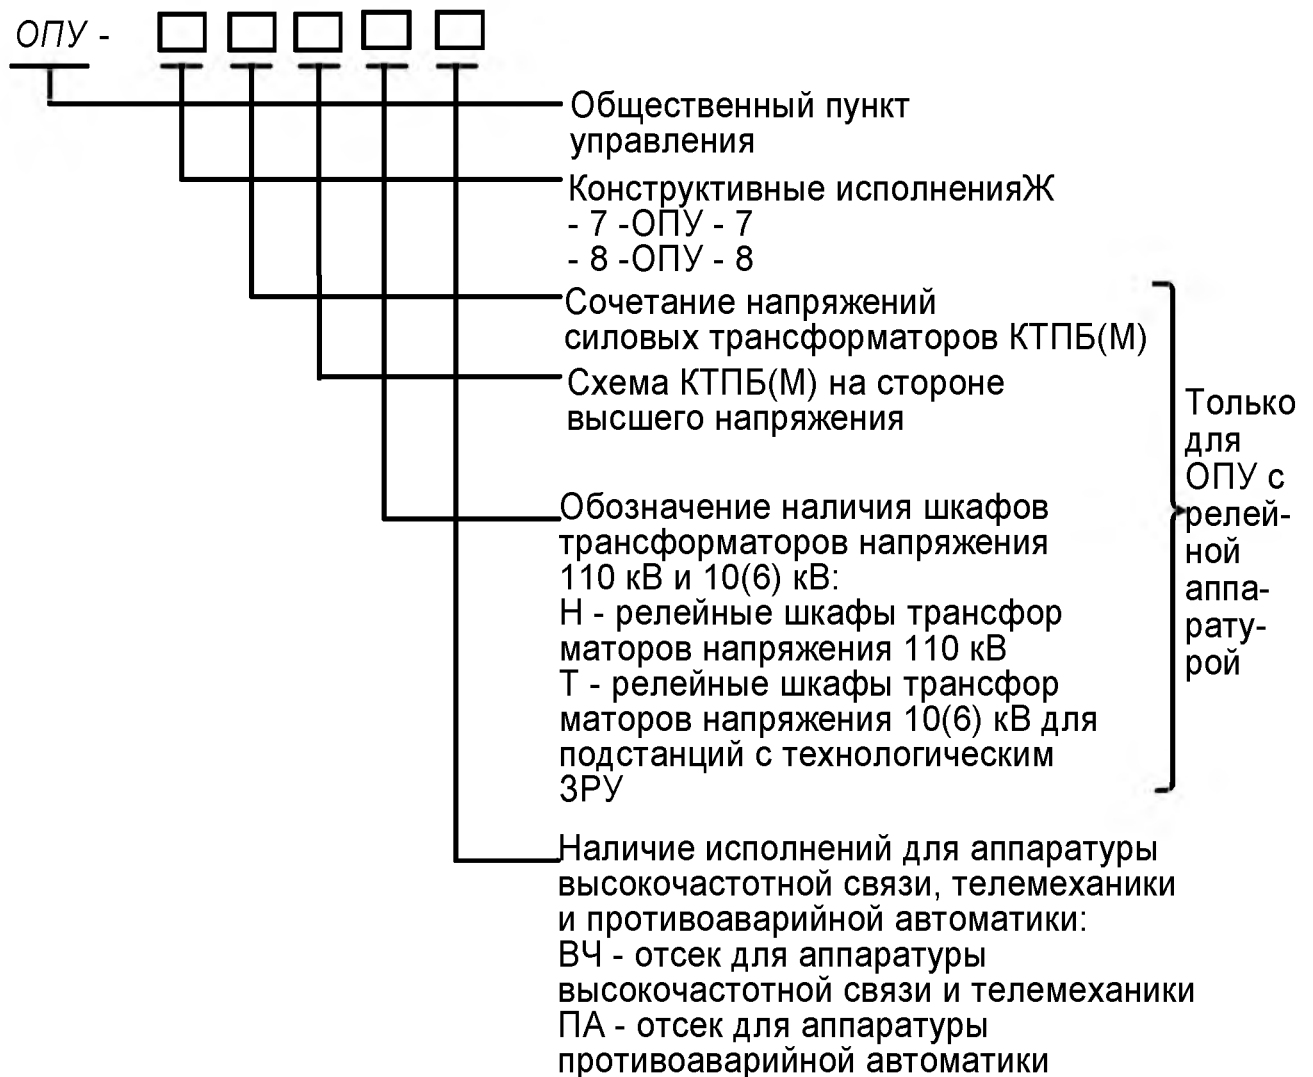 ОПУ -
Общественный пункт
управления
Конструктивные исполненияЖ
- 7 -ОПУ - 7
- 8 -ОПУ - 8
Сочетание напряжений
силовых трансформаторов КТПБ(М)
Схема КТПБ(М) на стороне
высшего напряжения
Обозначение наличия шкафов
трансформаторов напряжения
110 кВ и 10(6) кВ:
Н - релейные шкафы трансфор
маторов напряжения 110 кВ
Т - релейные шкафы трансфор
маторов напряжения 10(6) кВ для
подстанций с технологическим
ЗРУ
Только
для
ОПУ с
релей-
ной
аппа-
рату-
рой
Наличие исполнений для аппаратуры
высокочастотной связи, телемеханики
и противоаварийной автоматики:
ВЧ - отсек для аппаратуры
высокочастотной связи и телемеханики
ПА - отсек для аппаратуры
противоаварийной автоматики